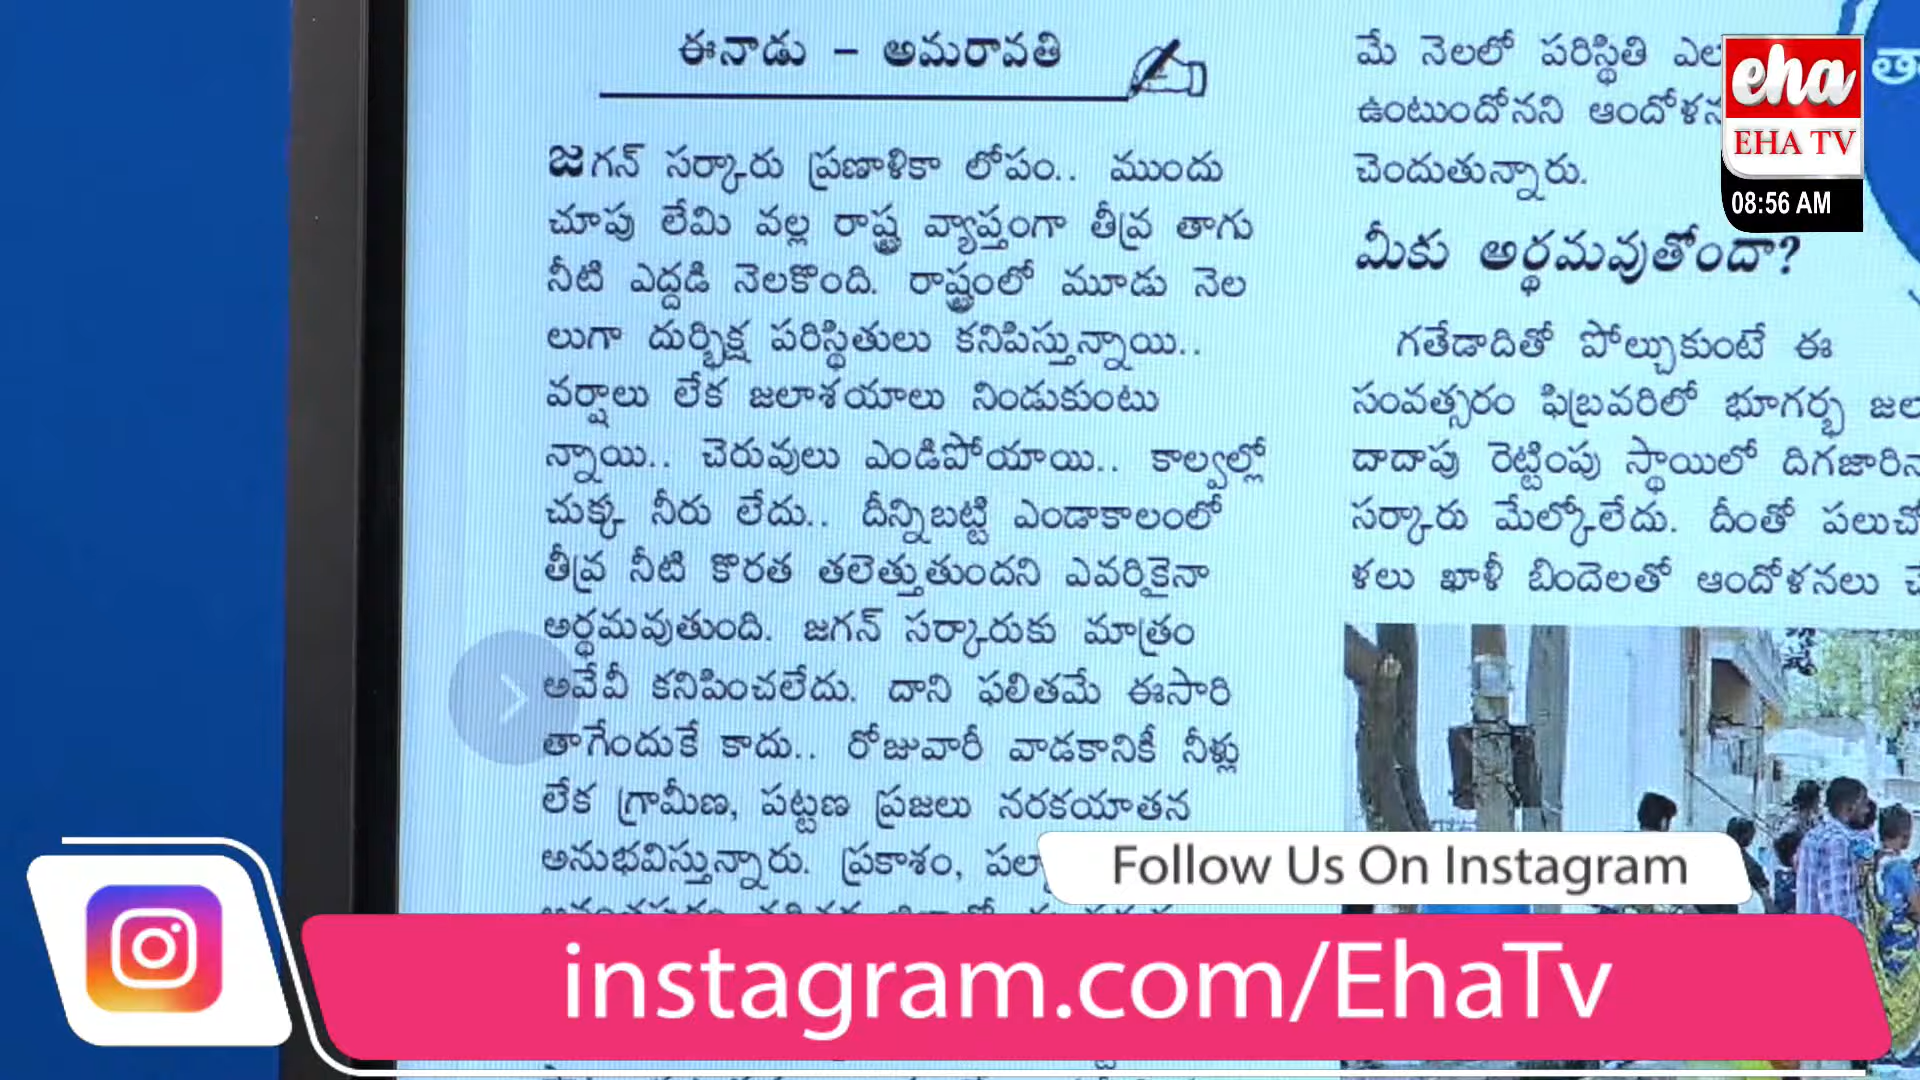 ఈనాడు - అమరావతి
జగన్ సర్కారు ప్రణాళికా లోపం.. ముందు
చూపు లేమి వల్ల రాష్ట్ర వ్యాప్తంగా తీవ్ర తాగు
నీటి ఎద్దడి నెలకొంది. రాష్ట్రంలో మూడు నెల
లుగా దుర్భిక్ష పరిస్థితులు కనిపిస్తున్నాయి..
వర్షాలు లేక జలాశయాలు నిండుకుంటు
న్నాయి.. చెరువులు ఎండిపోయాయి.. కాల్వల్లో
చుక్క నీరు లేదు.. దీన్నిబట్టి ఎండాకాలంలో
తీవ్ర నీటి కొరత తలెత్తుతుందని ఎవరికైనా
అర్థమవుతుంది. జగన్ సర్కారుకు మాత్రం
అవేవీ కనిపించలేదు. దాని ఫలితమే ఈసారి
తాగేందుకే కాదు.. రోజువారీ వాడకానికీ నీళ్లు
లేక గ్రామీణ, పట్టణ ప్రజలు నరకయాతన
అనుభవిస్తున్నారు. ప్రకాశం,
మే నెలలో పరిస్థితి
ఉంటుందోనని
చెందుతున్నారు.
మీకు అర్థమవుతోందా?
గతేడాదితో పోల్చుకుంటే ఈ
సంవత్సరం ఫిబ్రవరిలో భూగర్భ
దాదాపు రెట్టింపు స్థాయిలో
సర్కారు మేల్కోలేదు. దీంతో
ళలు ఖాళీ బిందెలతో ఆందోళనలు
eha
EHA TV
08:56 AM
Follow Us On Instagram
instagram.com/EhaTv